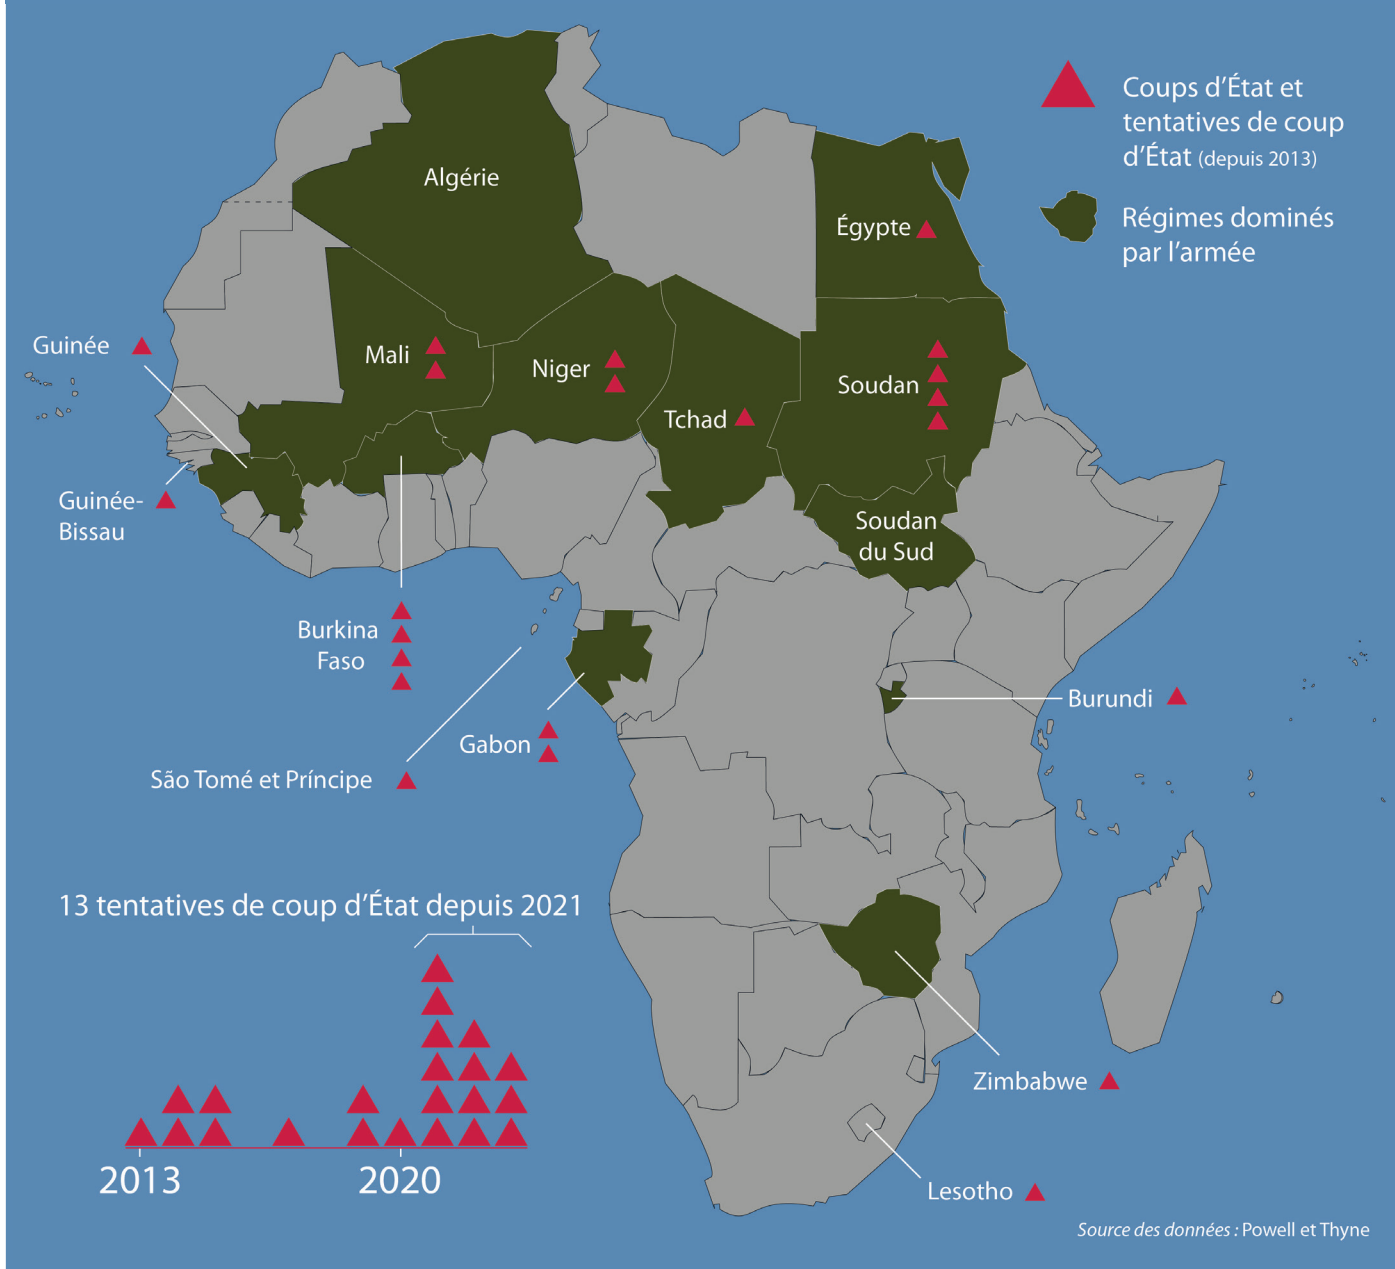 Coups d'État et
tentatives de coup
d'État (depuis 2013)
Régimes dominés
par l'armée
Algérie
Égypte
Guinée
Mali
Niger
Soudan
Tchad
Guinée-
Bissau
Soudan
du Sud
Burkina
Faso
Burundi
Gabon
São Tomé et Príncipe
13 tentatives de coup d'État depuis 2021
Zimbabwe
2013
2020
Lesotho
Source des données : Powell et Thyne